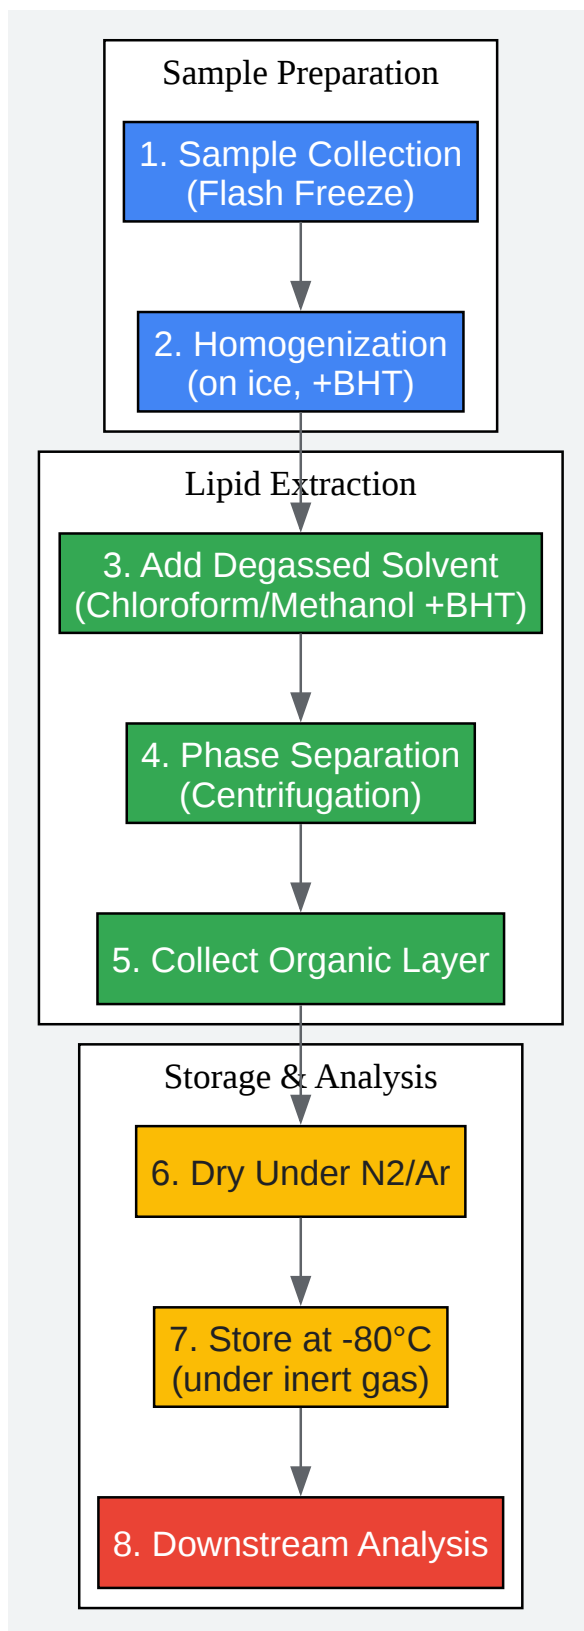 Sample Preparation
1. Sample Collection
(Flash Freeze)
2. Homogenization
(on ice, +BHT)
Lipid Extraction
3. Add Degassed Solvent
(Chloroform/Methanol +BHT)
4. Phase Separation
(Centrifugation)
5. Collect Organic Layer
Storage & Analysis
6. Dry Under N2/Ar
7. Store at -80°C
(under inert gas)
8. Downstream Analysis